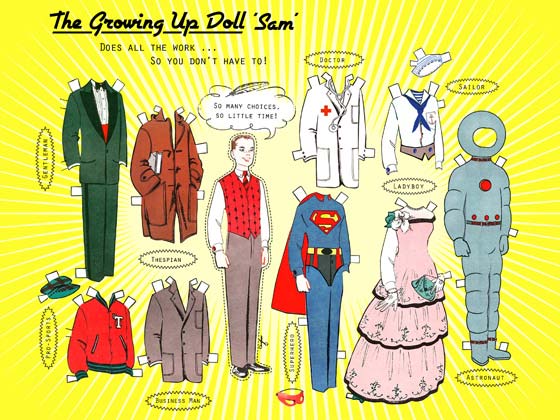 The Growing Up Doll 'Sam'
Does all the work ...
So you don't have to!
So many choices,
so little time!
Doctor
Sailor
Gentleman
Ladyboy
Thespian
S
T
Pro-Sports
Business Man
Superhero
Astronaut